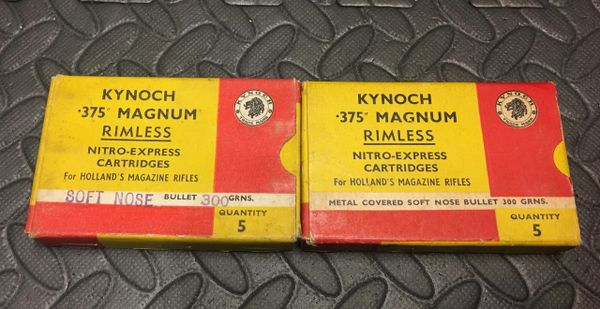 KYNOCH
·375" MAGNUM
RIMLESS
NITRO-EXPRESS
CARTRIDGES
For HOLLAND'S MAGAZINE RIFLES
SOFT NOSE BULLET 300 GRNS.
QUANTITY
5
KYNOCH
KYNOCH
·375" MAGNUM
RIMLESS
NITRO-EXPRESS
CARTRIDGES
For HOLLAND'S MAGAZINE RIFLES
METAL COVERED SOFT NOSE BULLET 300 GRNS.
QUANTITY
5
KYNOCH